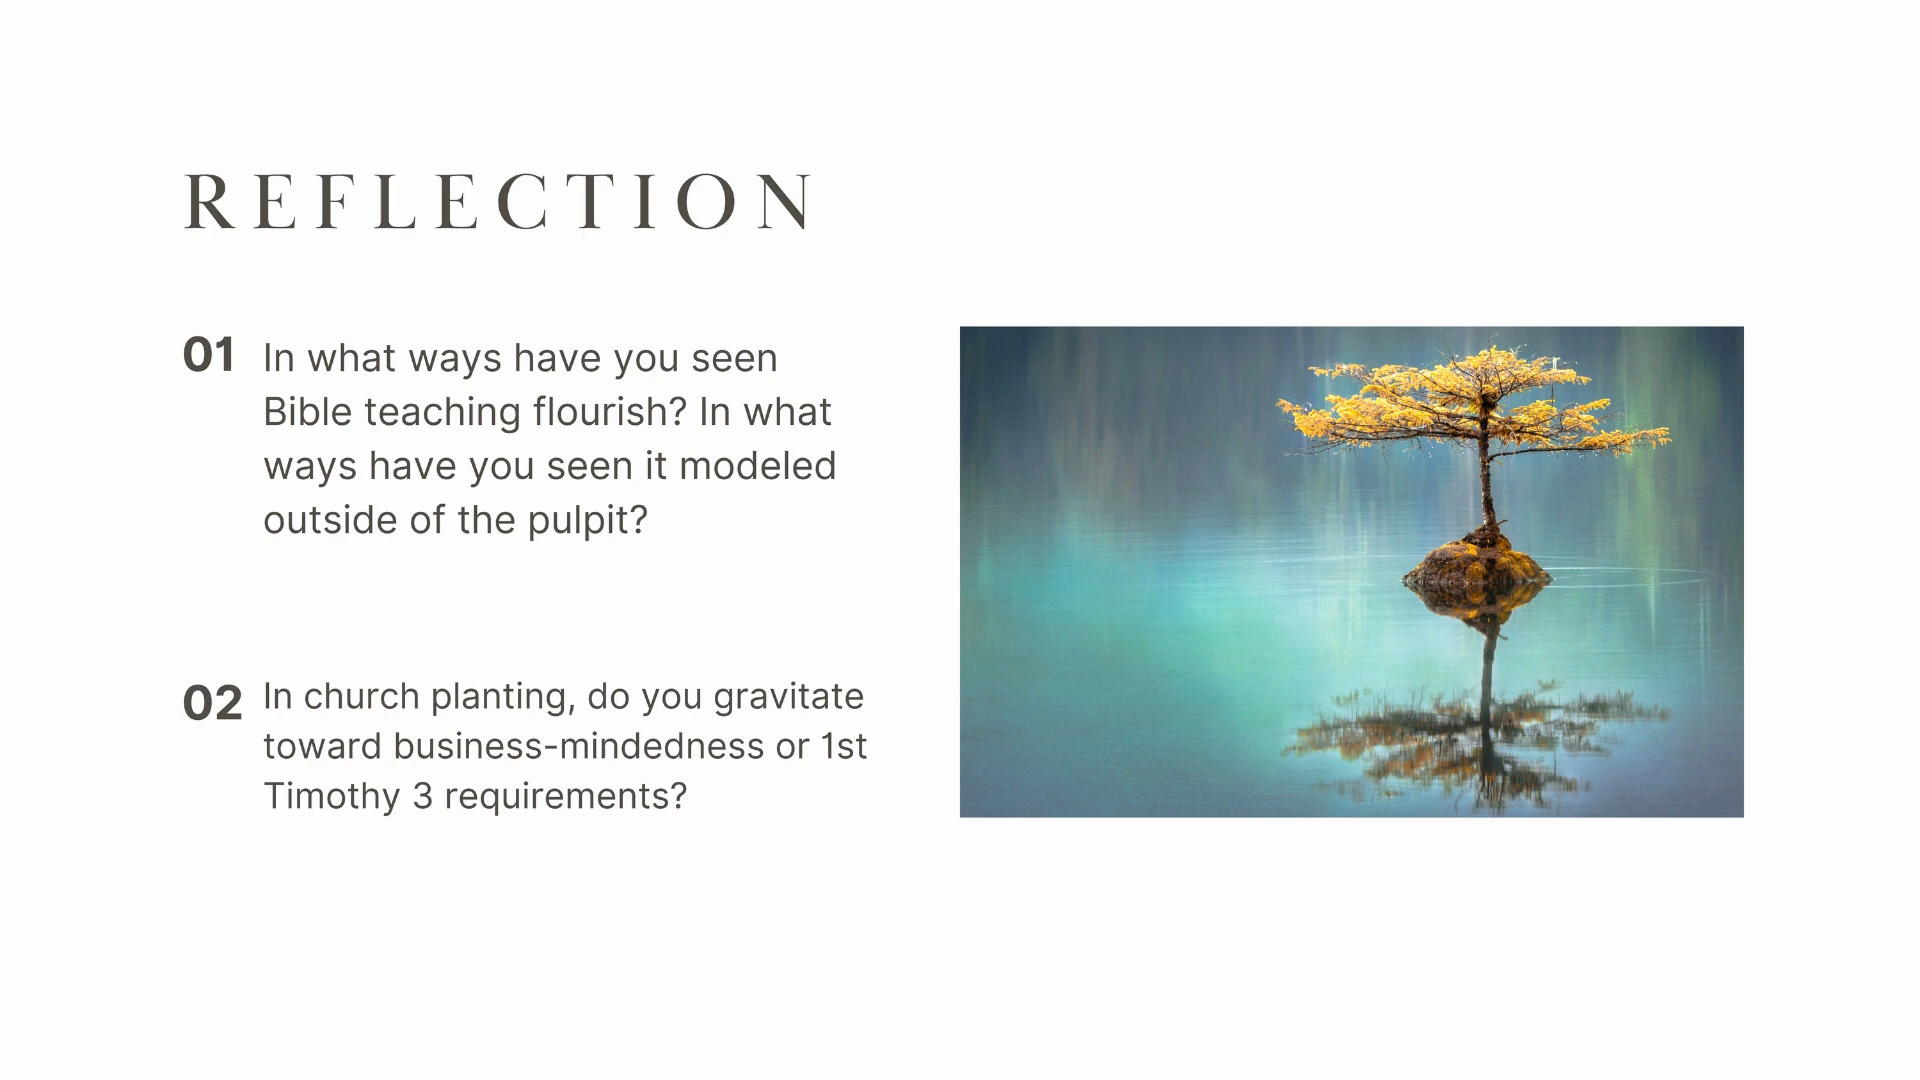 REFLECTION
01
In what ways have you seen
Bible teaching flourish? In what
ways have you seen it modeled
outside of the pulpit?
02
In church planting, do you gravitate
toward business-mindedness or 1st
Timothy 3 requirements?